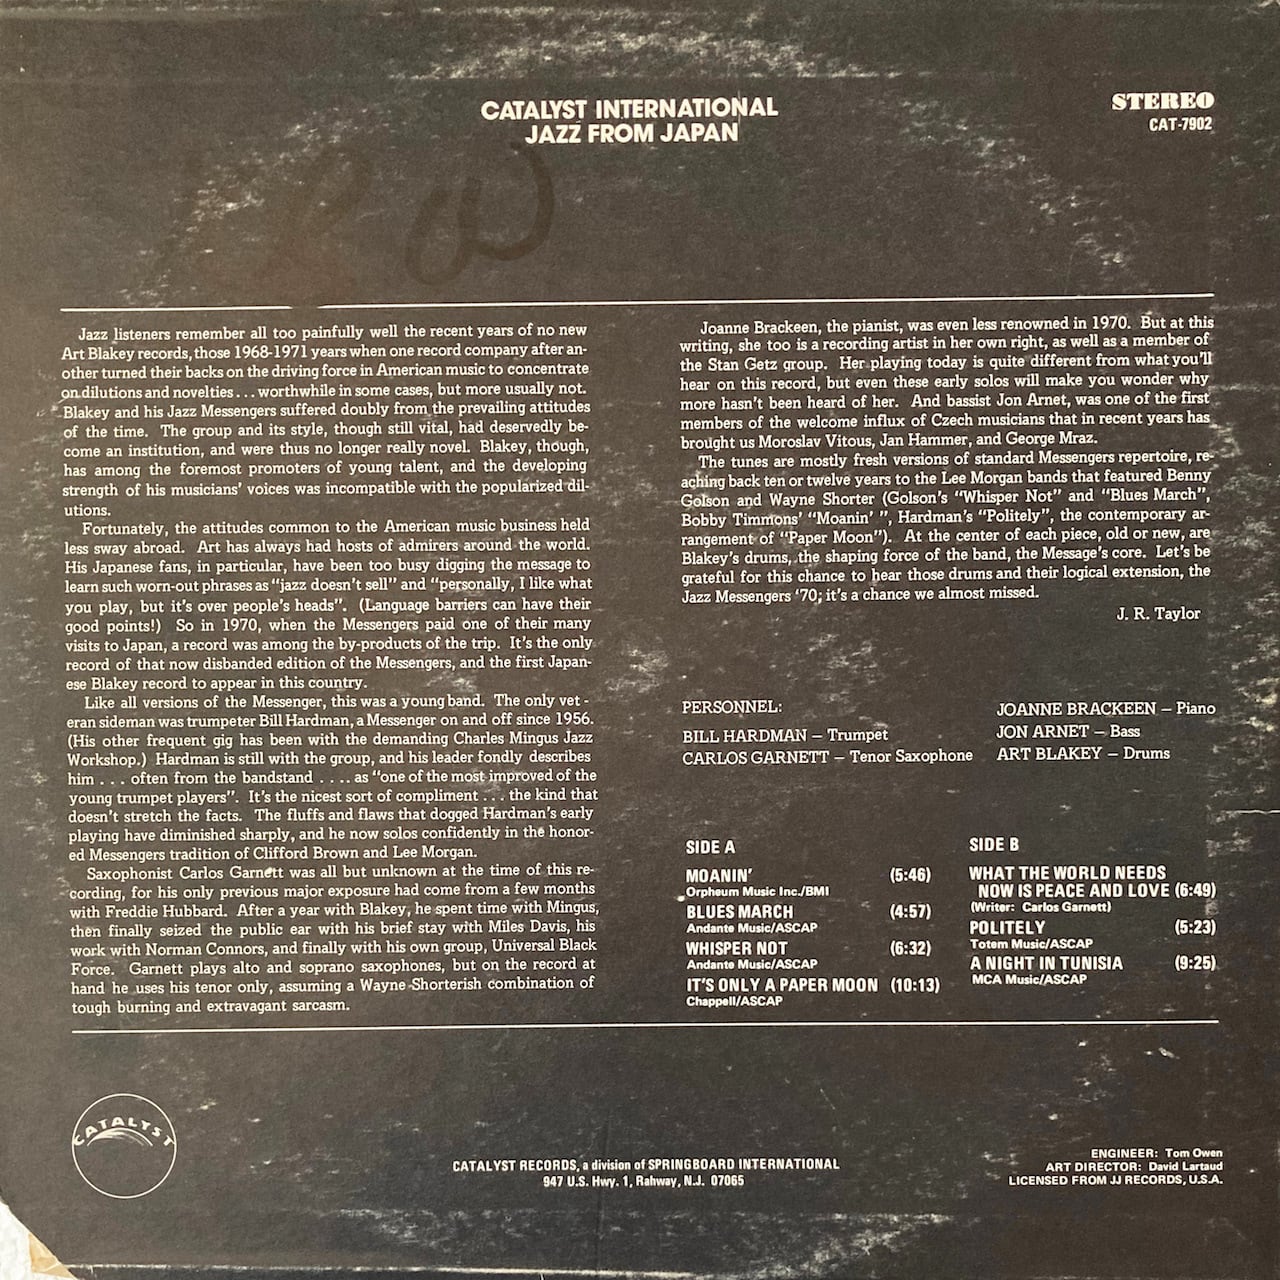 CATALYST INTERNATIONAL
JAZZ FROM JAPAN
STEREO
CAT-7902
Jazz listeners remember all too painfully well the recent years of no new
Art Blakey records, those 1968-1971 years when one record company after an-
other turned their backs on the driving force in American music to concentrate
on dilutions and novelties . . . worthwhile in some cases, but more usually not.
Blakey and his Jazz Messengers suffered doubly from the prevailing attitudes
of the time. The group and its style, though still vital, had deservedly be-
come an institution, and were thus no longer really novel. Blakey, though,
has among the foremost promoters of young talent, and the developing
strength of his musicians' voices was incompatible with the popularized dil-
utions.
Fortunately, the attitudes common to the American music business held
less sway abroad. Art has always had hosts of admirers around the world.
His Japanese fans, in particular, have been too busy digging the message to
learn such worn-out phrases as "jazz doesn't sell" and "personally, I like what
you play, but it's over people's heads". (Language barriers can have their
good points!) So in 1970, when the Messengers paid one of their many
visits to Japan, a record was among the by-products of the trip. It's the only
record of that now disbanded edition of the Messengers, and the first Japan-
ese Blakey record to appear in this country.
Like all versions of the Messenger, this was a young band. The only vet -
eran sideman was trumpeter Bill Hardman, a Messenger on and off since 1956.
(His other frequent gig has been with the demanding Charles Mingus Jazz
Workshop.) Hardman is still with the group, and his leader fondly describes
him . . . often from the bandstand . . . . as "one of the most improved of the
young trumpet players". It's the nicest sort of compliment . . . the kind that
doesn't stretch the facts. The fluffs and flaws that dogged Hardman's early
playing have diminished sharply, and he now solos confidently in the honor-
ed Messengers tradition of Clifford Brown and Lee Morgan.
Saxophonist Carlos Garnett was all but unknown at the time of this re-
cording, for his only previous major exposure had come from a few months
with Freddie Hubbard. After a year with Blakey, he spent time with Mingus,
then finally seized the public ear with his brief stay with Miles Davis, his
work with Norman Connors, and finally with his own group, Universal Black
Force. Garnett plays alto and soprano saxophones, but on the record at
hand he uses his tenor only, assuming a Wayne Shorterish combination of
tough burning and extravagant sarcasm.
Joanne Brackeen, the pianist, was even less renowned in 1970. But at this
writing, she too is a recording artist in her own right, as well as a member of
the Stan Getz group. Her playing today is quite different from what you'll
hear on this record, but even these early solos will make you wonder why
more hasn't been heard of her. And bassist Jon Arnet, was one of the first
members of the welcome influx of Czech musicians that in recent years has
brought us Moroslav Vitous, Jan Hammer, and George Mraz.
The tunes are mostly fresh versions of standard Messengers repertoire, re-
aching back ten or twelve years to the Lee Morgan bands that featured Benny
Golson and Wayne Shorter (Golson's "Whisper Not" and "Blues March",
Bobby Timmons' "Moanin' ", Hardman's "Politely", the contemporary ar-
rangement of "Paper Moon"). At the center of each piece, old or new, are
Blakey's drums, the shaping force of the band, the Message's core. Let's be
grateful for this chance to hear those drums and their logical extension, the
Jazz Messengers '70; it's a chance we almost missed.
J. R. Taylor
PERSONNEL:
BILL HARDMAN – Trumpet
CARLOS GARNETT – Tenor Saxophone
JOANNE BRACKEEN – Piano
JON ARNET – Bass
ART BLAKEY – Drums
SIDE A
MOANIN' (5:46)
Orpheum Music Inc./BMI
BLUES MARCH (4:57)
Andante Music/ASCAP
WHISPER NOT (6:32)
Andante Music/ASCAP
IT'S ONLY A PAPER MOON (10:13)
Chappell/ASCAP
SIDE B
WHAT THE WORLD NEEDS
NOW IS PEACE AND LOVE (6:49)
(Writer: Carlos Garnett)
POLITELY (5:23)
Totem Music/ASCAP
A NIGHT IN TUNISIA (9:25)
MCA Music/ASCAP
CATALYST
CATALYST RECORDS, a division of SPRINGBOARD INTERNATIONAL
947 U.S. Hwy. 1, Rahway, N.J. 07065
ENGINEER: Tom Owen
ART DIRECTOR: David Lartaud
LICENSED FROM JJ RECORDS, U.S.A.